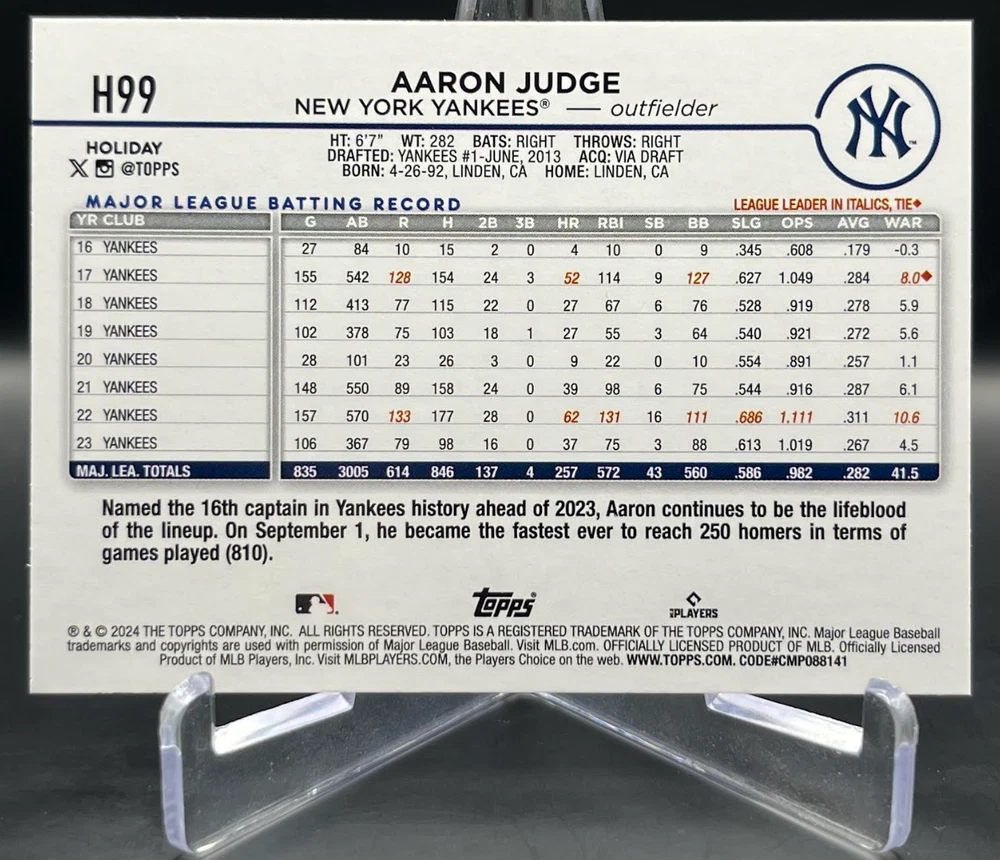 H99
AARON JUDGE
NEW YORK YANKEES® — outfielder
NY ™
HOLIDAY
@TOPPS
HT: 6'7" WT: 282 BATS: RIGHT THROWS: RIGHT
DRAFTED: YANKEES #1-JUNE, 2013 ACQ: VIA DRAFT
BORN: 4-26-92, LINDEN, CA HOME: LINDEN, CA
MAJOR LEAGUE BATTING RECORD
LEAGUE LEADER IN ITALICS, TIE◆
YR CLUB G AB R H 2B 3B HR RBI SB BB SLG OPS AVG WAR
16 YANKEES 27 84 10 15 2 0 4 10 0 9 .345 .608 .179 -0.3
17 YANKEES 155 542 128 154 24 3 52 114 9 127 .627 1.049 .284 8.0◆
18 YANKEES 112 413 77 115 22 0 27 67 6 76 .528 .919 .278 5.9
19 YANKEES 102 378 75 103 18 1 27 55 3 64 .540 .921 .272 5.6
20 YANKEES 28 101 23 26 3 0 9 22 0 10 .554 .891 .257 1.1
21 YANKEES 148 550 89 158 24 0 39 98 6 75 .544 .916 .287 6.1
22 YANKEES 157 570 133 177 28 0 62 131 16 111 .686 1.111 .311 10.6
23 YANKEES 106 367 79 98 16 0 37 75 3 88 .613 1.019 .267 4.5
MAJ. LEA. TOTALS 835 3005 614 846 137 4 257 572 43 560 .586 .982 .282 41.5
Named the 16th captain in Yankees history ahead of 2023, Aaron continues to be the lifeblood
of the lineup. On September 1, he became the fastest ever to reach 250 homers in terms of
games played (810).
Topps® PLAYERS
® & © 2024 THE TOPPS COMPANY, INC. ALL RIGHTS RESERVED. TOPPS IS A REGISTERED TRADEMARK OF THE TOPPS COMPANY, INC. Major League Baseball
trademarks and copyrights are used with permission of Major League Baseball. Visit MLB.com. OFFICIALLY LICENSED PRODUCT OF MLB. Officially Licensed
Product of MLB Players, Inc. Visit MLBPLAYERS.COM, the Players Choice on the web. WWW.TOPPS.COM. CODE#CMP088141